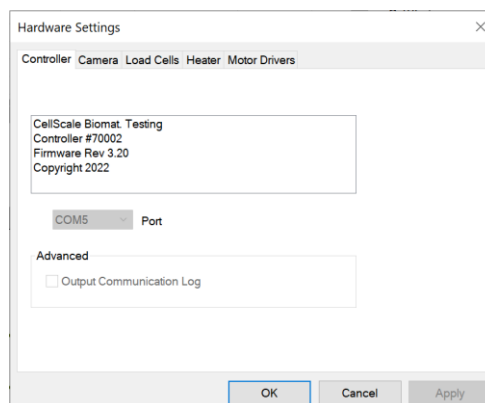 Hardware Settings
Controller Camera Load Cells Heater Motor Drivers
CellScale Biomat. Testing
Controller #70002
Firmware Rev 3.20
Copyright 2022
COM5 Port
Advanced
Output Communication Log
OK Cancel Apply